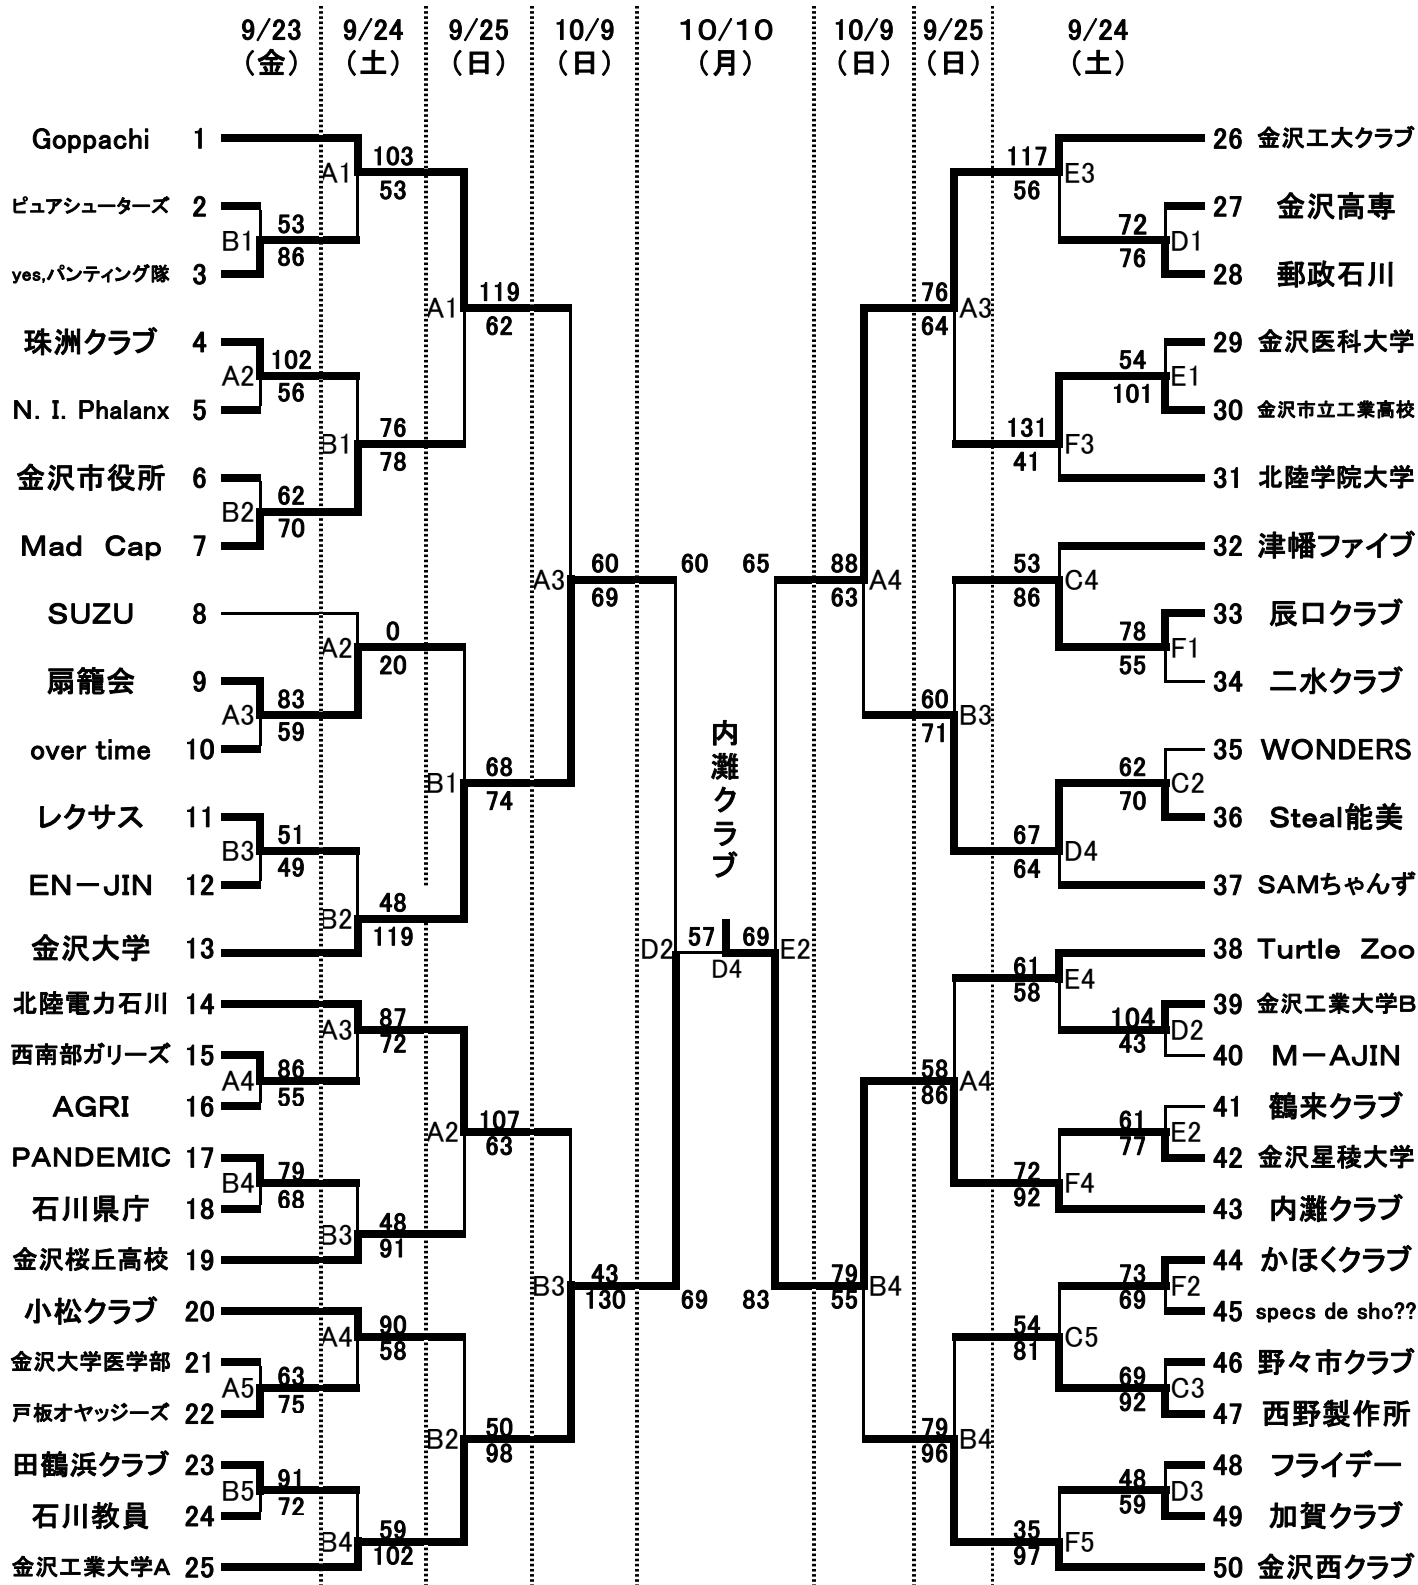 9/23 9/24 9/25 10/9 10/10 10/9 9/25 9/24
（金） （土） （日） （日） （月） （日） （日） （土）
Goppachi 1
A1 103
53
ピュアシューターズ 2
B1 53
86
yes,パンティング隊 3
A1 119
62
珠洲クラブ 4
A2 102
56
N. I. Phalanx 5
B1 76
78
金沢市役所 6
B2 62
70
Mad Cap 7
A3 60
69
60
SUZU 8
A2 0
20
扇籠会 9
A3 83
59
over time 10
B1 68
74
レクサス 11
B3 51
49
EN－JIN 12
B2 48
119
金沢大学 13
D2
北陸電力石川 14
A3 87
72
西南部ガリーズ 15
A4 86
55
AGRI 16
A2 107
63
PANDEMIC 17
B4 79
68
石川県庁 18
B3 48
91
金沢桜丘高校 19
B3 43
130
69
小松クラブ 20
A4 90
58
金沢大学医学部 21
A5 63
75
戸板オヤッジーズ 22
B2 50
98
田鶴浜クラブ 23
B5 91
72
石川教員 24
B4 59
102
金沢工業大学A 25
内灘クラブ
57 69
D4
26 金沢工大クラブ
117 E3
56
27 金沢高専
72 D1
76
28 郵政石川
76 A3
64
29 金沢医科大学
54 E1
101
30 金沢市立工業高校
131 F3
41
31 北陸学院大学
65
88 A4
63
32 津幡ファイブ
53 C4
86
33 辰口クラブ
78 F1
55
34 二水クラブ
60 B3
71
35 WONDERS
62 C2
70
36 Steal能美
67 D4
64
37 SAMちゃんず
E2
38 Turtle Zoo
61 E4
58
39 金沢工業大学B
104 D2
43
40 M－AJIN
58 A4
86
41 鶴来クラブ
61 E2
77
42 金沢星稜大学
72 F4
92
43 内灘クラブ
83
79 B4
55
44 かほくクラブ
73 F2
69
45 specs de sho??
54 C5
81
46 野々市クラブ
69 C3
92
47 西野製作所
79 B4
96
48 フライデー
48 D3
59
49 加賀クラブ
35 F5
97
50 金沢西クラブ